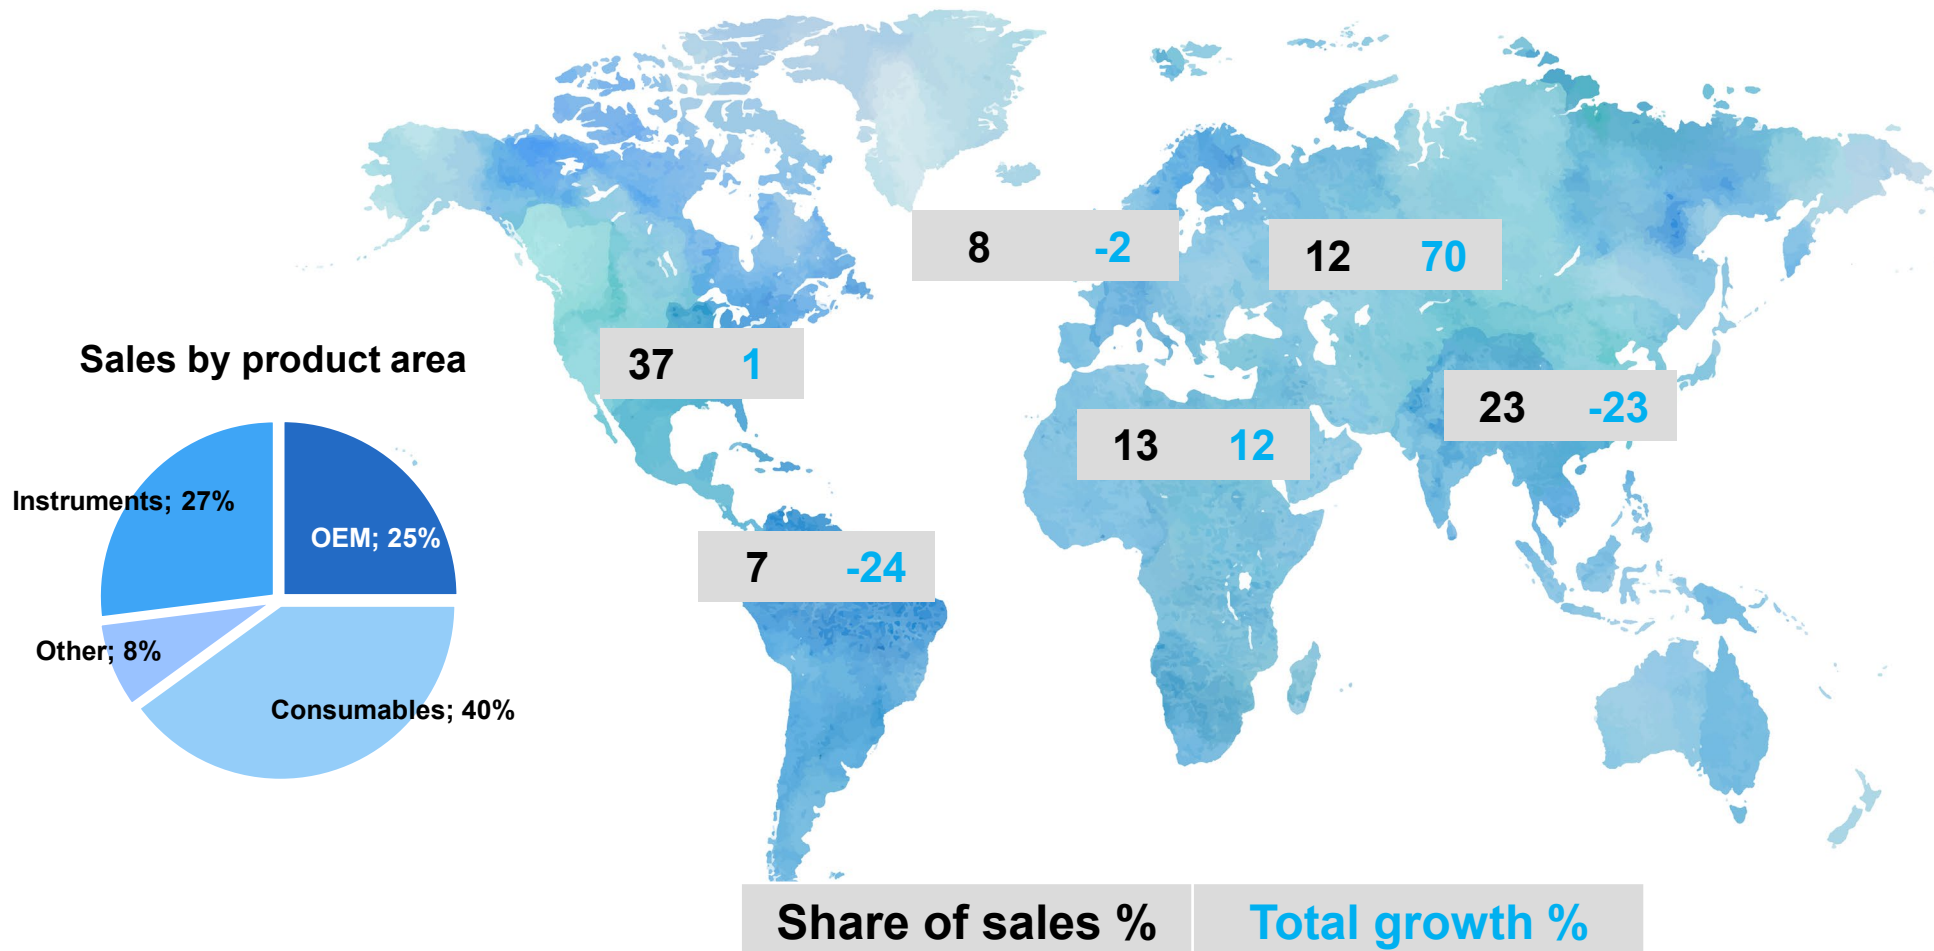 8 -2
12 70
Sales by product area
37 1
23 -23
13 12
Instruments; 27%
OEM; 25%
7 -24
Other; 8%
Consumables; 40%
Share of sales % Total growth %